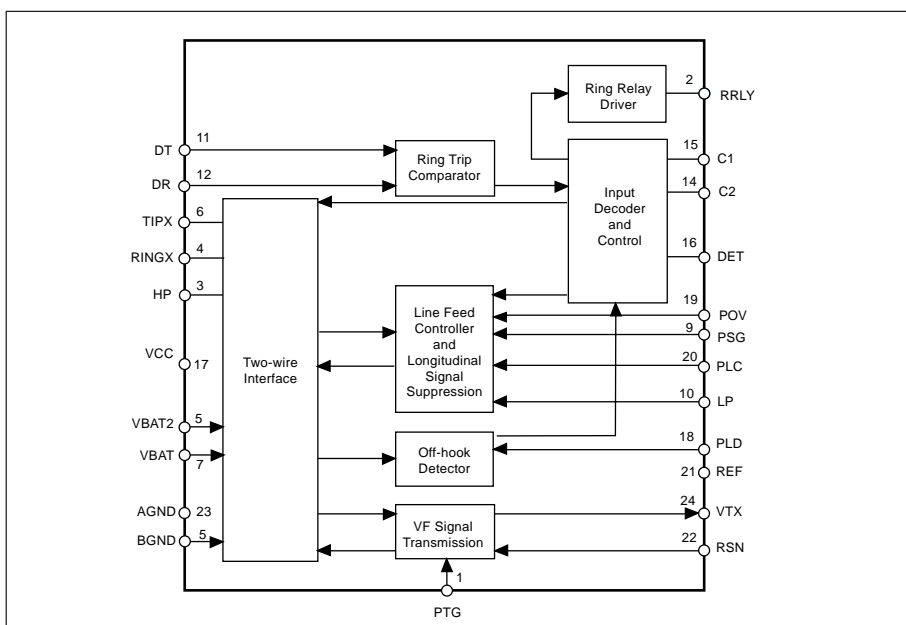 2
Ring Relay
Driver
RRLY
11
DT
15
C1
Ring Trip
Comparator
12
DR
14
C2
Input
Decoder
and
Control
6
TIPX
16
DET
4
RINGX
3
HP
19
POV
Line Feed
Controller
and
Longitudinal
Signal
Suppression
9
PSG
VCC
17
Two-wire
Interface
20
PLC
10
LP
VBAT2
5
18
PLD
VBAT
7
Off-hook
Detector
21
REF
24
VTX
AGND
23
VF Signal
Transmission
BGND
5
22
RSN
1
PTG